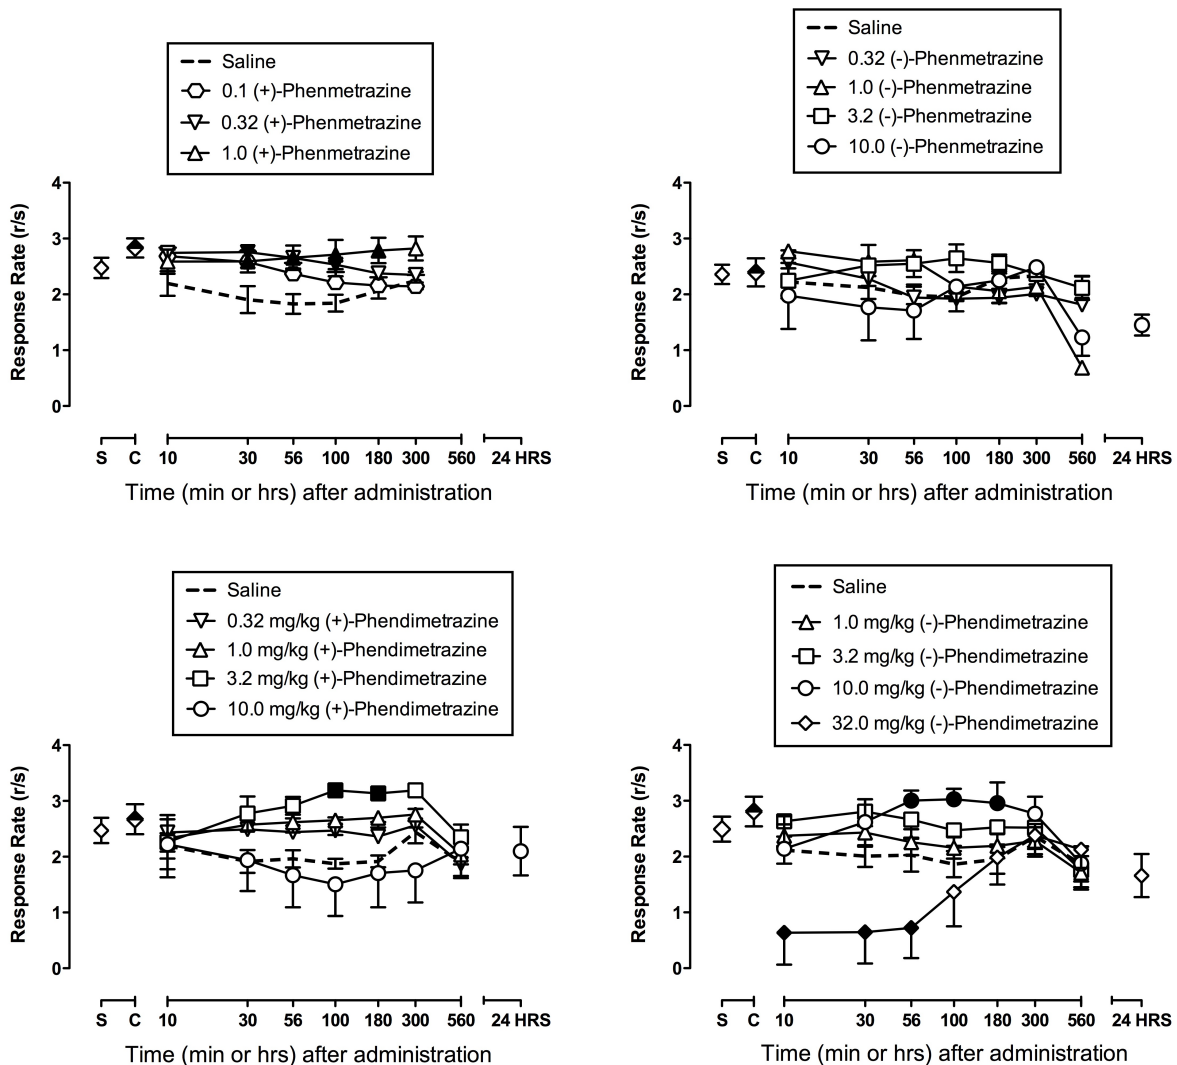 Saline
0.1 (+)-Phenmetrazine
0.32 (+)-Phenmetrazine
1.0 (+)-Phenmetrazine
Response Rate (r/s)
4
3
2
1
0
S C 10 30 56 100 180 300 560 24 HRS
Time (min or hrs) after administration
Saline
0.32 (-)-Phenmetrazine
1.0 (-)-Phenmetrazine
3.2 (-)-Phenmetrazine
10.0 (-)-Phenmetrazine
Response Rate (r/s)
4
3
2
1
0
S C 10 30 56 100 180 300 560 24 HRS
Time (min or hrs) after administration
Saline
0.32 mg/kg (+)-Phendimetrazine
1.0 mg/kg (+)-Phendimetrazine
3.2 mg/kg (+)-Phendimetrazine
10.0 mg/kg (+)-Phendimetrazine
Response Rate (r/s)
4
3
2
1
0
S C 10 30 56 100 180 300 560 24 HRS
Time (min or hrs) after administration
Saline
1.0 mg/kg (-)-Phendimetrazine
3.2 mg/kg (-)-Phendimetrazine
10.0 mg/kg (-)-Phendimetrazine
32.0 mg/kg (-)-Phendimetrazine
Response Rate (r/s)
4
3
2
1
0
S C 10 30 56 100 180 300 560 24 HRS
Time (min or hrs) after administration